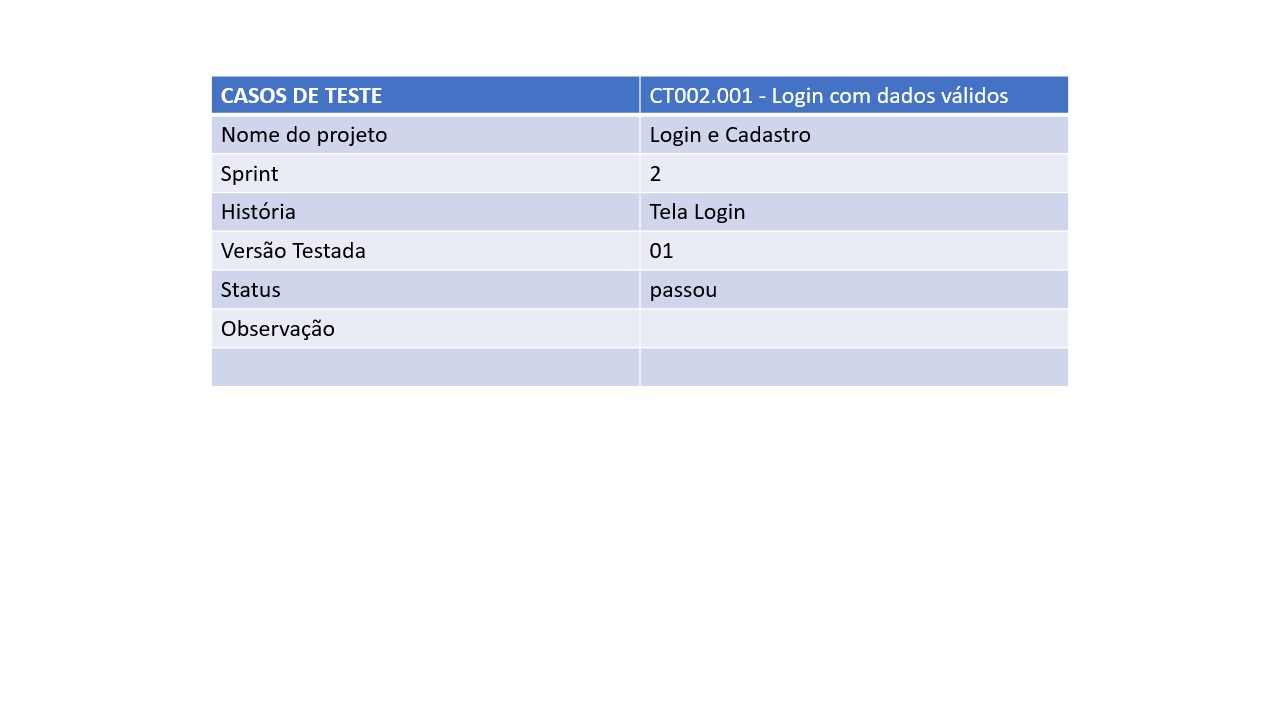 CASOS DE TESTE CT002.001 - Login com dados válidos
Nome do projeto Login e Cadastro
Sprint 2
História Tela Login
Versão Testada 01
Status passou
Observação